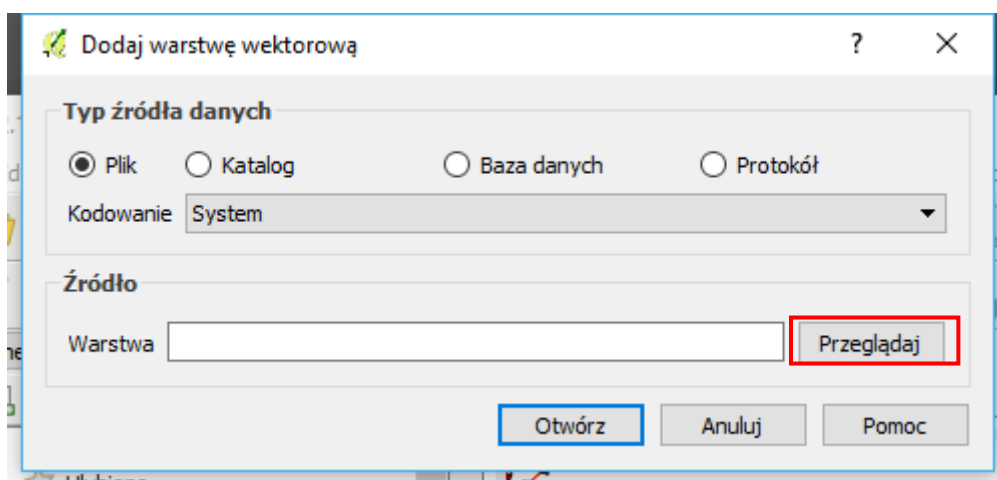 Dodaj warstwę wektorową ?
Typ źródła danych
Plik Katalog Baza danych Protokół
Kodowanie System
Źródło
Warstwa Przeglądaj
Otwórz Anuluj Pomoc